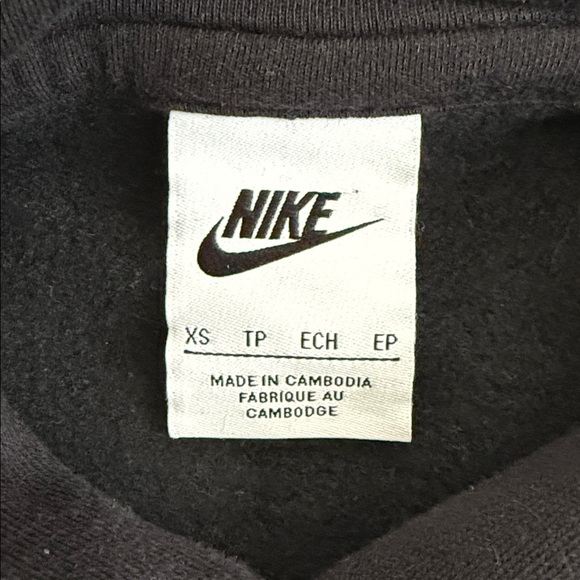 NIKE
XS TP ECH EP
MADE IN CAMBODIA
FABRIQUE AU
CAMBODGE